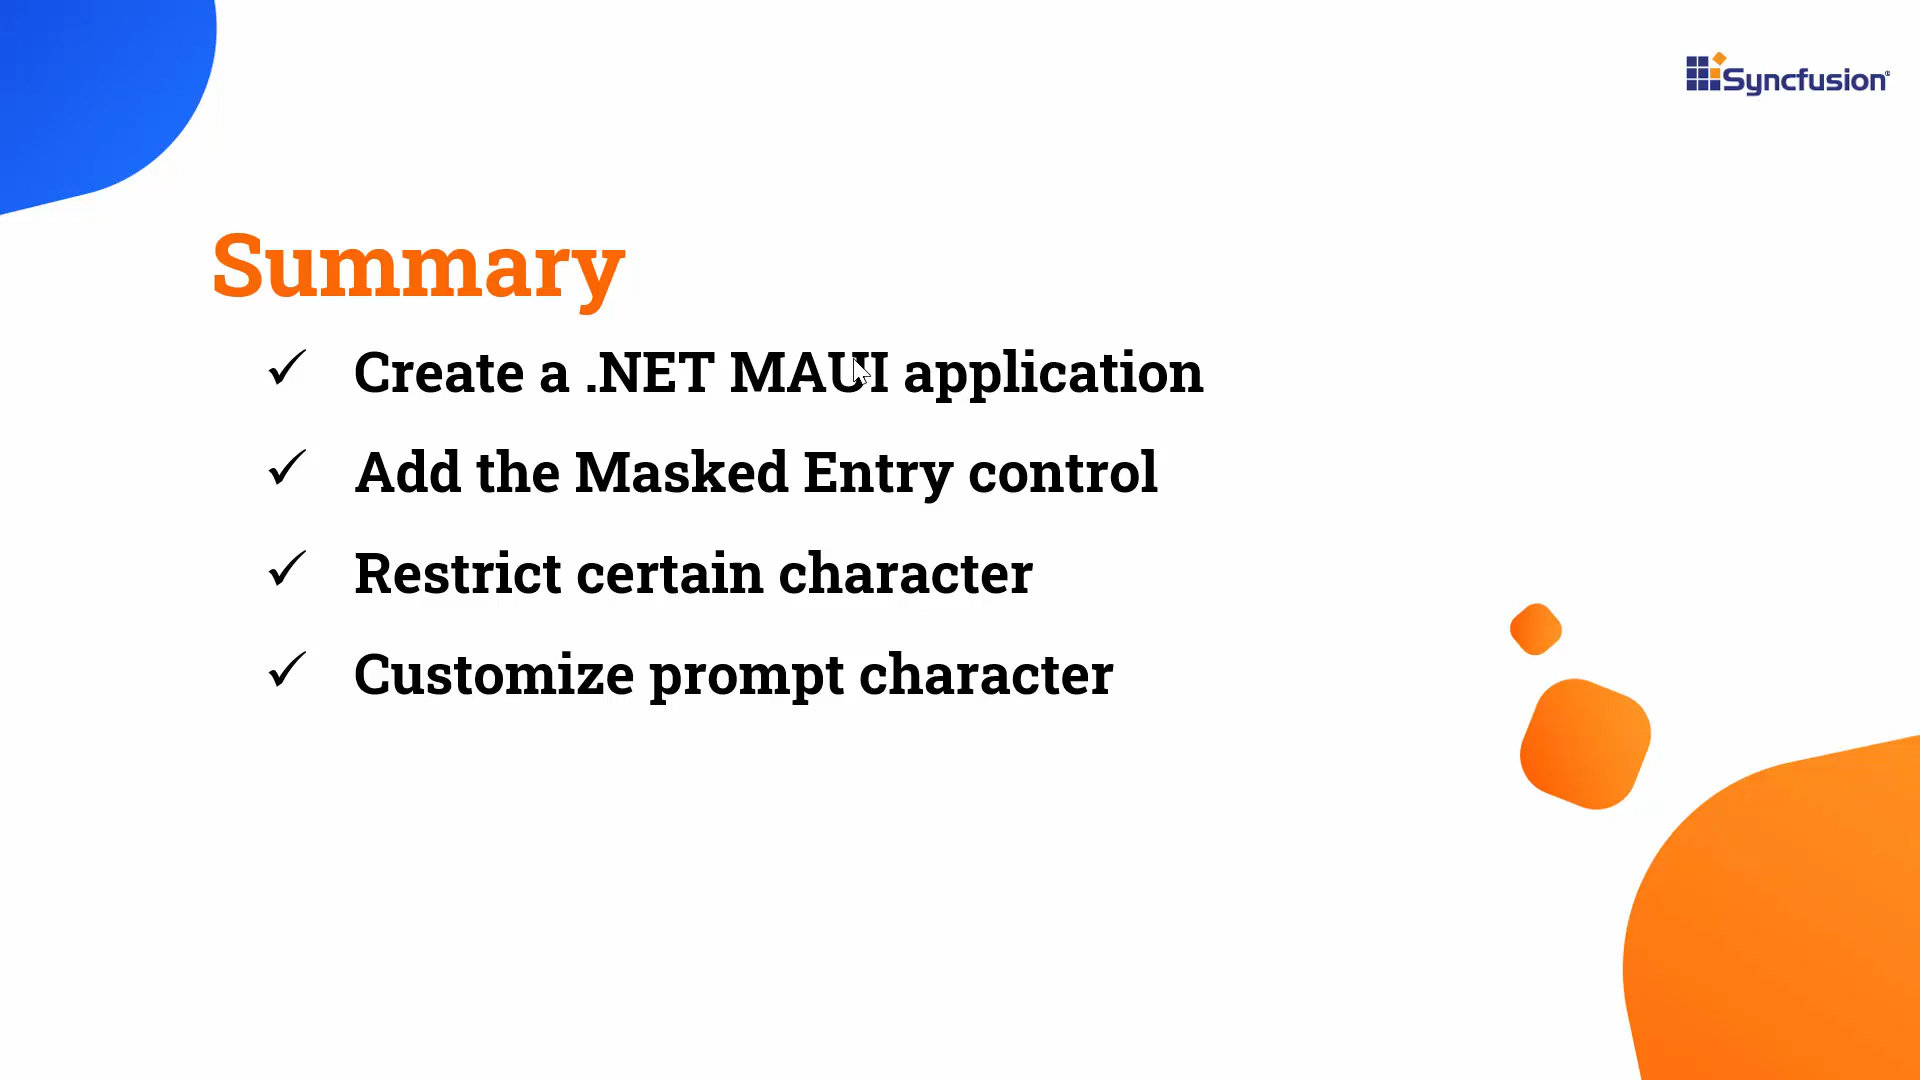 Syncfusion®
Summary
✓ Create a .NET MAUI application
✓ Add the Masked Entry control
✓ Restrict certain character
✓ Customize prompt character